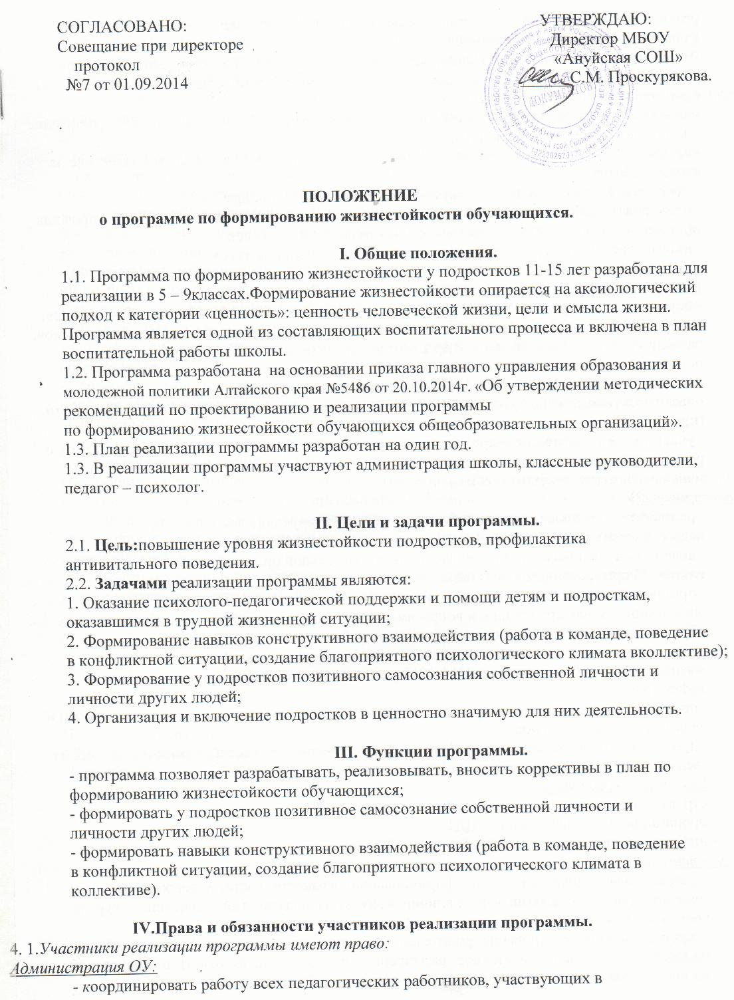 СОГЛАСОВАНО:
Совещание при директоре
протокол
№7 от 01.09.2014
УТВЕРЖДАЮ:
Директор МБОУ
«Ануйская СОШ»
С.М. Проскурякова.
ДЛЯ
ДОКУМЕНТОВ
ПОЛОЖЕНИЕ
о программе по формированию жизнестойкости обучающихся.
I. Общие положения.
1.1. Программа по формированию жизнестойкости у подростков 11-15 лет разработана для
реализации в 5 – 9классах.Формирование жизнестойкости опирается на аксиологический
подход к категории «ценность»: ценность человеческой жизни, цели и смысла жизни.
Программа является одной из составляющих воспитательного процесса и включена в план
воспитательной работы школы.
1.2. Программа разработана  на основании приказа главного управления образования и
молодежной политики Алтайского края №5486 от 20.10.2014г. «Об утверждении методических
рекомендаций по проектированию и реализации программы
по формированию жизнестойкости обучающихся общеобразовательных организаций».
1.3. План реализации программы разработан на один год.
1.3. В реализации программы участвуют администрация школы, классные руководители,
педагог – психолог.
II. Цели и задачи программы.
2.1. Цель:повышение уровня жизнестойкости подростков, профилактика
антивитального поведения.
2.2. Задачами реализации программы являются:
1. Оказание психолого-педагогической поддержки и помощи детям и подросткам,
оказавшимся в трудной жизненной ситуации;
2. Формирование навыков конструктивного взаимодействия (работа в команде, поведение
в конфликтной ситуации, создание благоприятного психологического климата вколлективе);
3. Формирование у подростков позитивного самосознания собственной личности и
личности других людей;
4. Организация и включение подростков в ценностно значимую для них деятельность.
III. Функции программы.
- программа позволяет разрабатывать, реализовывать, вносить коррективы в план по
формированию жизнестойкости обучающихся;
- формировать у подростков позитивное самосознание собственной личности и
личности других людей;
- формировать навыки конструктивного взаимодействия (работа в команде, поведение
в конфликтной ситуации, создание благоприятного психологического климата в
коллективе).
IV.Права и обязанности участников реализации программы.
4. 1.Участники реализации программы имеют право:
Администрация ОУ:
- координировать работу всех педагогических работников, участвующих в